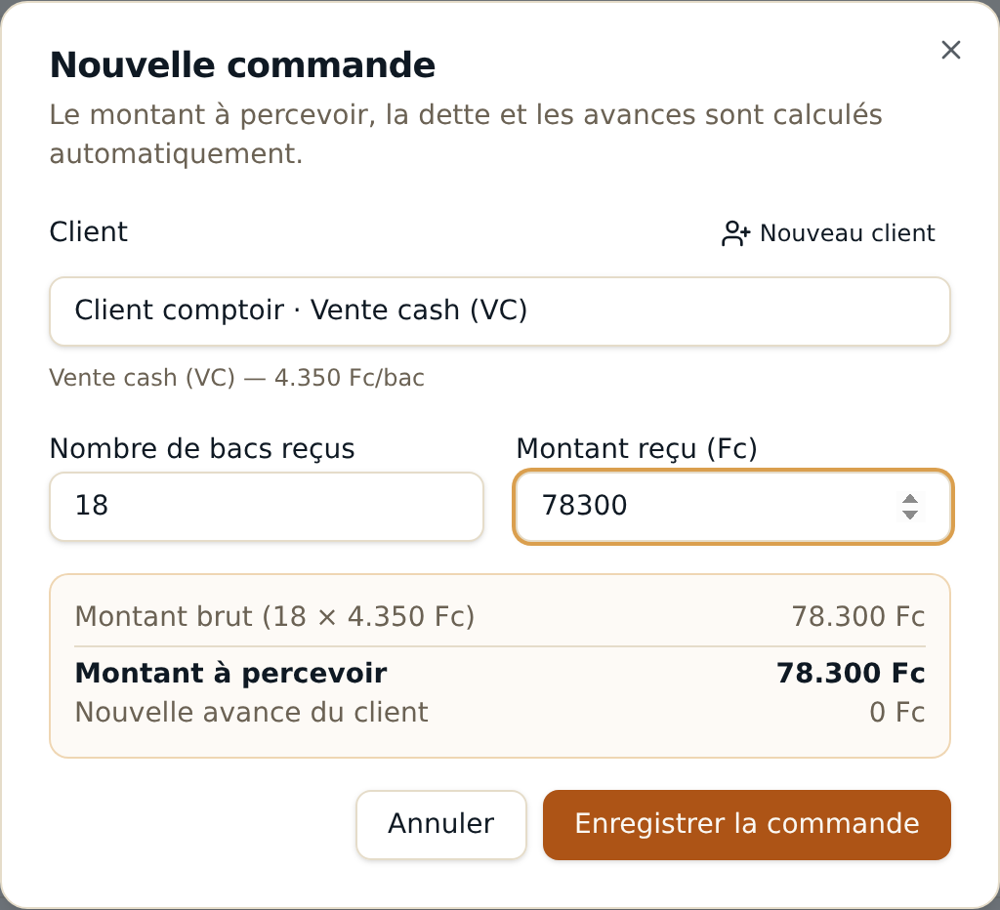 Nouvelle commande
Le montant à percevoir, la dette et les avances sont calculés
automatiquement.
Client
Nouveau client
Client comptoir · Vente cash (VC)
Vente cash (VC) — 4.350 Fc/bac
Nombre de bacs reçus
Montant reçu (Fc)
18
78300
Montant brut (18 × 4.350 Fc) 78.300 Fc
Montant à percevoir 78.300 Fc
Nouvelle avance du client 0 Fc
Annuler
Enregistrer la commande